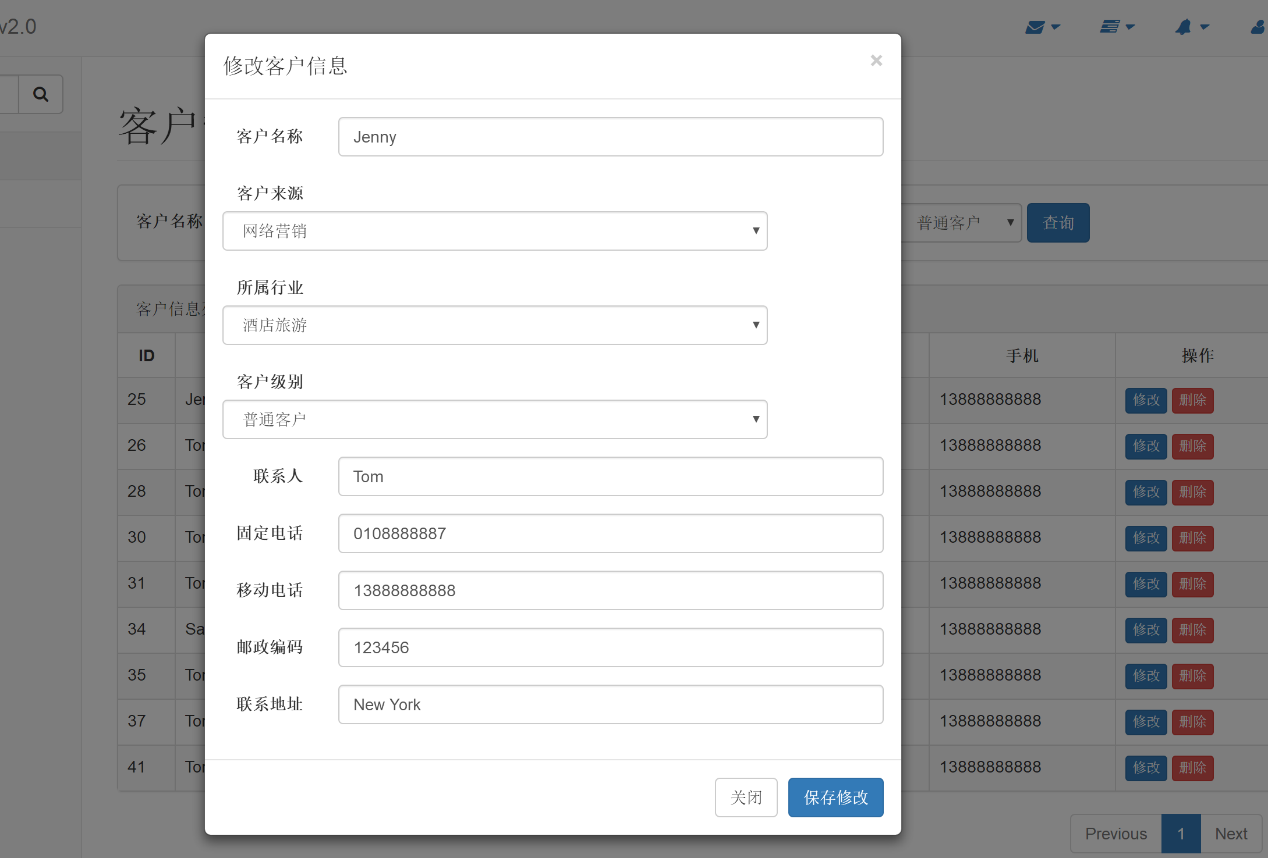 v2.0
修改客户信息
×
客户
客户名称 Jenny
客户来源
网络营销
所属行业
酒店旅游
客户级别
普通客户
联系人 Tom
固定电话 0108888887
移动电话 13888888888
邮政编码 123456
联系地址 New York
关闭 保存修改
客户名称 普通客户 查询
客户信息
ID 手机 操作
25 13888888888 修改 删除
26 13888888888 修改 删除
28 13888888888 修改 删除
30 13888888888 修改 删除
31 13888888888 修改 删除
34 Sa 13888888888 修改 删除
35 13888888888 修改 删除
37 13888888888 修改 删除
41 13888888888 修改 删除
Previous 1 Next